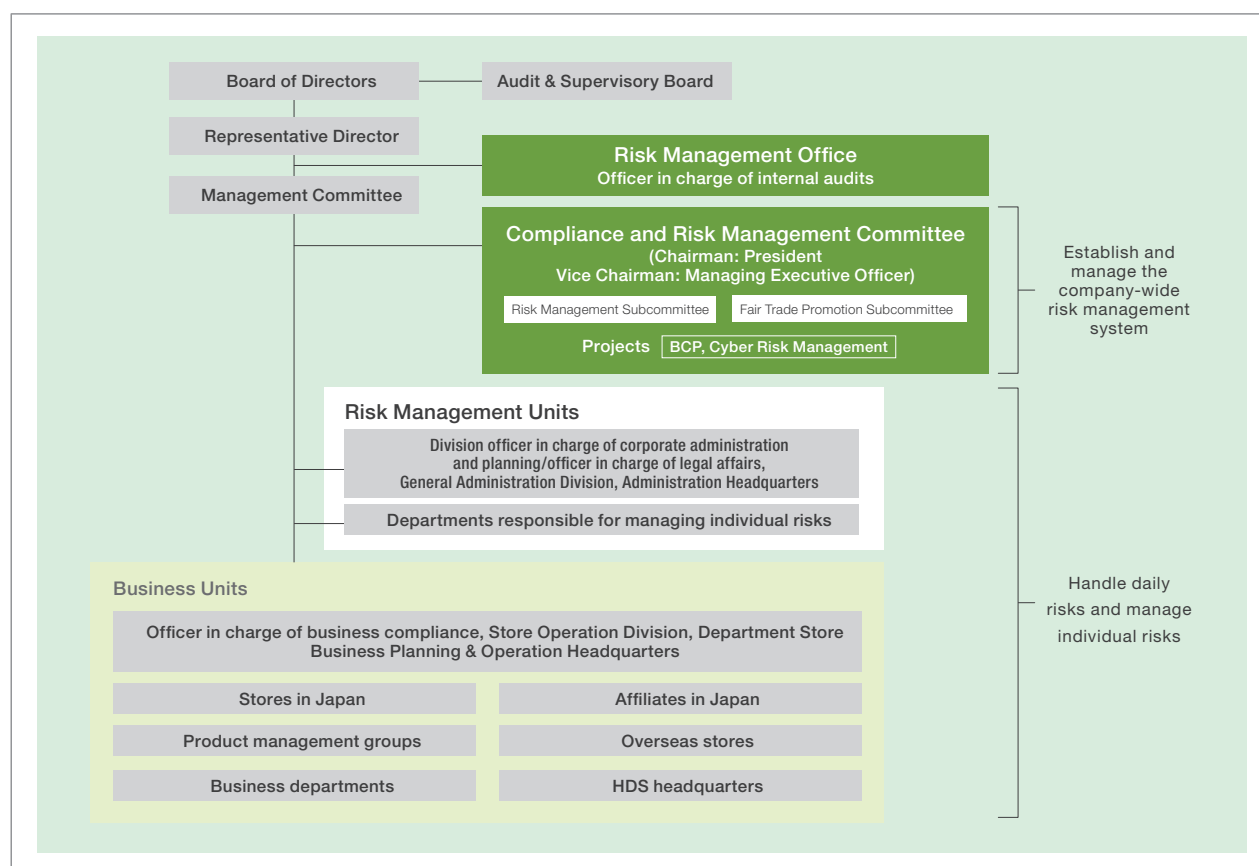 Board of Directors
Audit & Supervisory Board
Representative Director
Risk Management Office
Officer in charge of internal audits
Management Committee
Compliance and Risk Management Committee
(Chairman: President
Vice Chairman: Managing Executive Officer)
Risk Management Subcommittee
Fair Trade Promotion Subcommittee
Projects BCP, Cyber Risk Management
Establish and
manage the
company-wide
risk management
system
Risk Management Units
Division officer in charge of corporate administration
and planning/officer in charge of legal affairs,
General Administration Division, Administration Headquarters
Departments responsible for managing individual risks
Business Units
Officer in charge of business compliance, Store Operation Division, Department Store
Business Planning & Operation Headquarters
Stores in Japan
Affiliates in Japan
Product management groups
Overseas stores
Business departments
HDS headquarters
Handle daily
risks and manage
individual risks